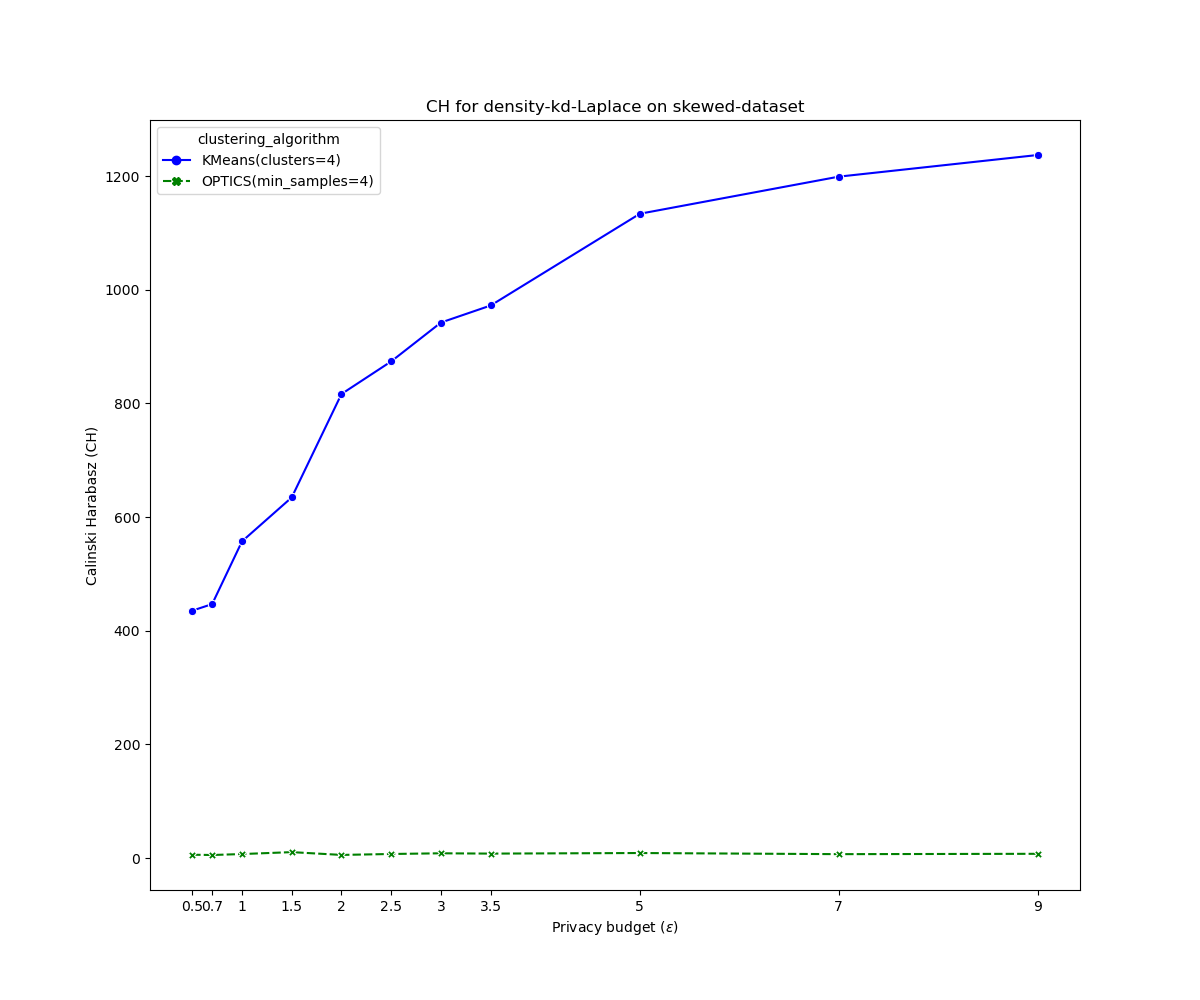 CH for density-kd-Laplace on skewed-dataset
clustering_algorithm
KMeans(clusters=4)
OPTICS(min_samples=4)
Calinski Harabasz (CH)
1200
1000
800
600
400
200
0
0.5 0.7 1 1.5 2 2.5 3 3.5 5 7 9
Privacy budget (ε)